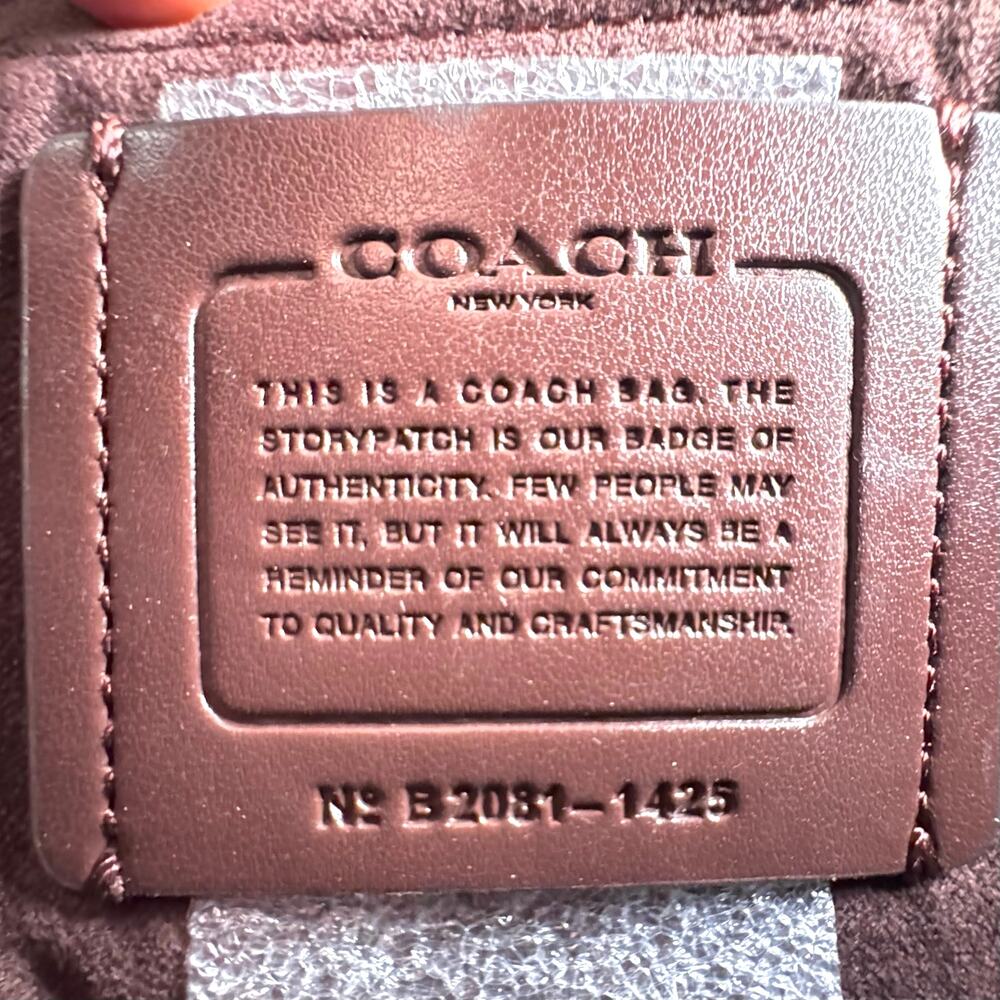 COACH
NEW YORK
THIS IS A COACH BAG. THE
STORYPATCH IS OUR BADGE OF
AUTHENTICITY. FEW PEOPLE MAY
SEE IT, BUT IT WILL ALWAYS BE A
REMINDER OF OUR COMMITMENT
TO QUALITY AND CRAFTSMANSHIP.
Nº B2081-1425